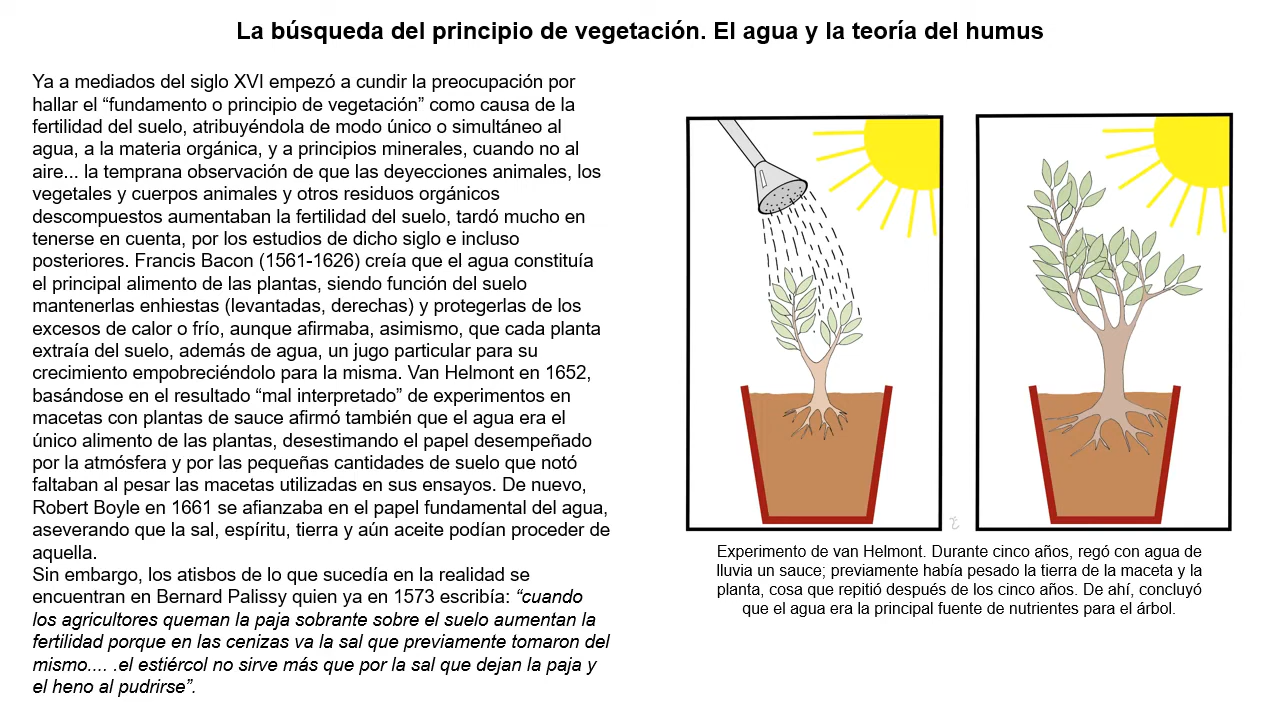 La búsqueda del principio de vegetación. El agua y la teoría del humus
Ya a mediados del siglo XVI empezó a cundir la preocupación por
hallar el “fundamento o principio de vegetación” como causa de la
fertilidad del suelo, atribuyéndola de modo único o simultáneo al
agua, a la materia orgánica, y a principios minerales, cuando no al
aire... la temprana observación de que las deyecciones animales, los
vegetales y cuerpos animales y otros residuos orgánicos
descompuestos aumentaban la fertilidad del suelo, tardó mucho en
tenerse en cuenta, por los estudios de dicho siglo e incluso
posteriores. Francis Bacon (1561-1626) creía que el agua constituía
el principal alimento de las plantas, siendo función del suelo
mantenerlas enhiestas (levantadas, derechas) y protegerlas de los
excesos de calor o frío, aunque afirmaba, asimismo, que cada planta
extraía del suelo, además de agua, un jugo particular para su
crecimiento empobreciéndolo para la misma. Van Helmont en 1652,
basándose en el resultado “mal interpretado” de experimentos en
macetas con plantas de sauce afirmó también que el agua era el
único alimento de las plantas, desestimando el papel desempeñado
por la atmósfera y por las pequeñas cantidades de suelo que notó
faltaban al pesar las macetas utilizadas en sus ensayos. De nuevo,
Robert Boyle en 1661 se afianzaba en el papel fundamental del agua,
aseverando que la sal, espíritu, tierra y aún aceite podían proceder de
aquella.
Sin embargo, los atisbos de lo que sucedía en la realidad se
encuentran en Bernard Palissy quien ya en 1573 escribía: “cuando
los agricultores queman la paja sobrante sobre el suelo aumentan la
fertilidad porque en las cenizas va la sal que previamente tomaron del
mismo.... .el estiércol no sirve más que por la sal que dejan la paja y
el heno al pudrirse”.
Experimento de van Helmont. Durante cinco años, regó con agua de
lluvia un sauce; previamente había pesado la tierra de la maceta y la
planta, cosa que repitió después de los cinco años. De ahí, concluyó
que el agua era la principal fuente de nutrientes para el árbol.